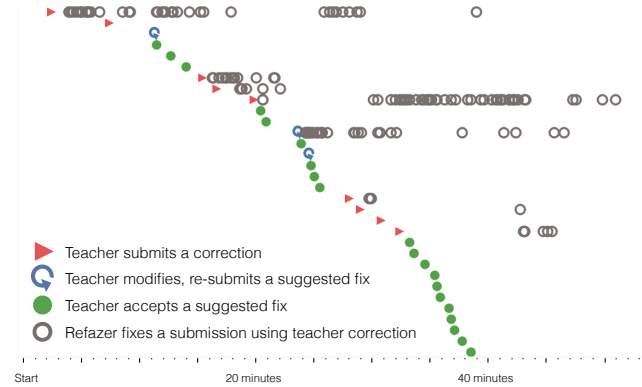 Teacher submits a correction
Teacher modifies, re-submits a suggested fix
Teacher accepts a suggested fix
Refazer fixes a submission using teacher correction
Start 20 minutes 40 minutes